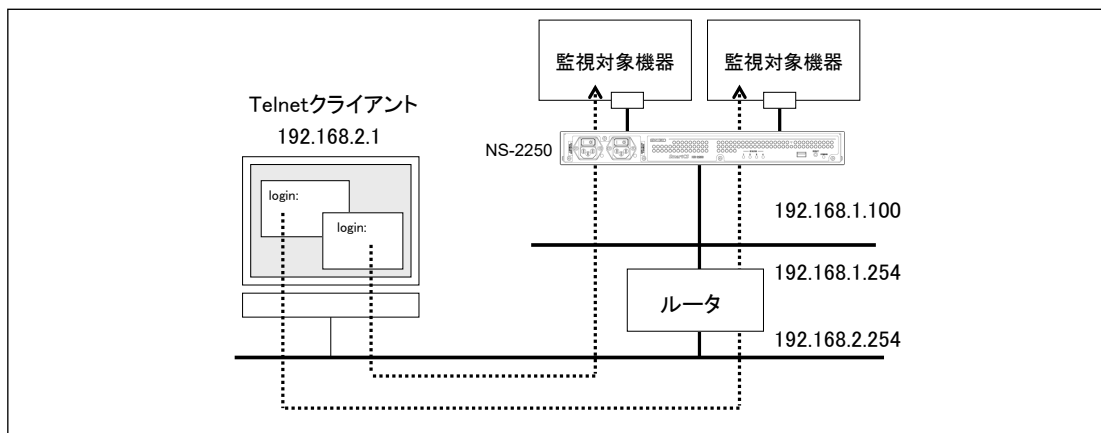 監視対象機器
監視対象機器
Telnetクライアント
192.168.2.1
NS-2250
login:
login:
192.168.1.100
192.168.1.254
ルータ
192.168.2.254